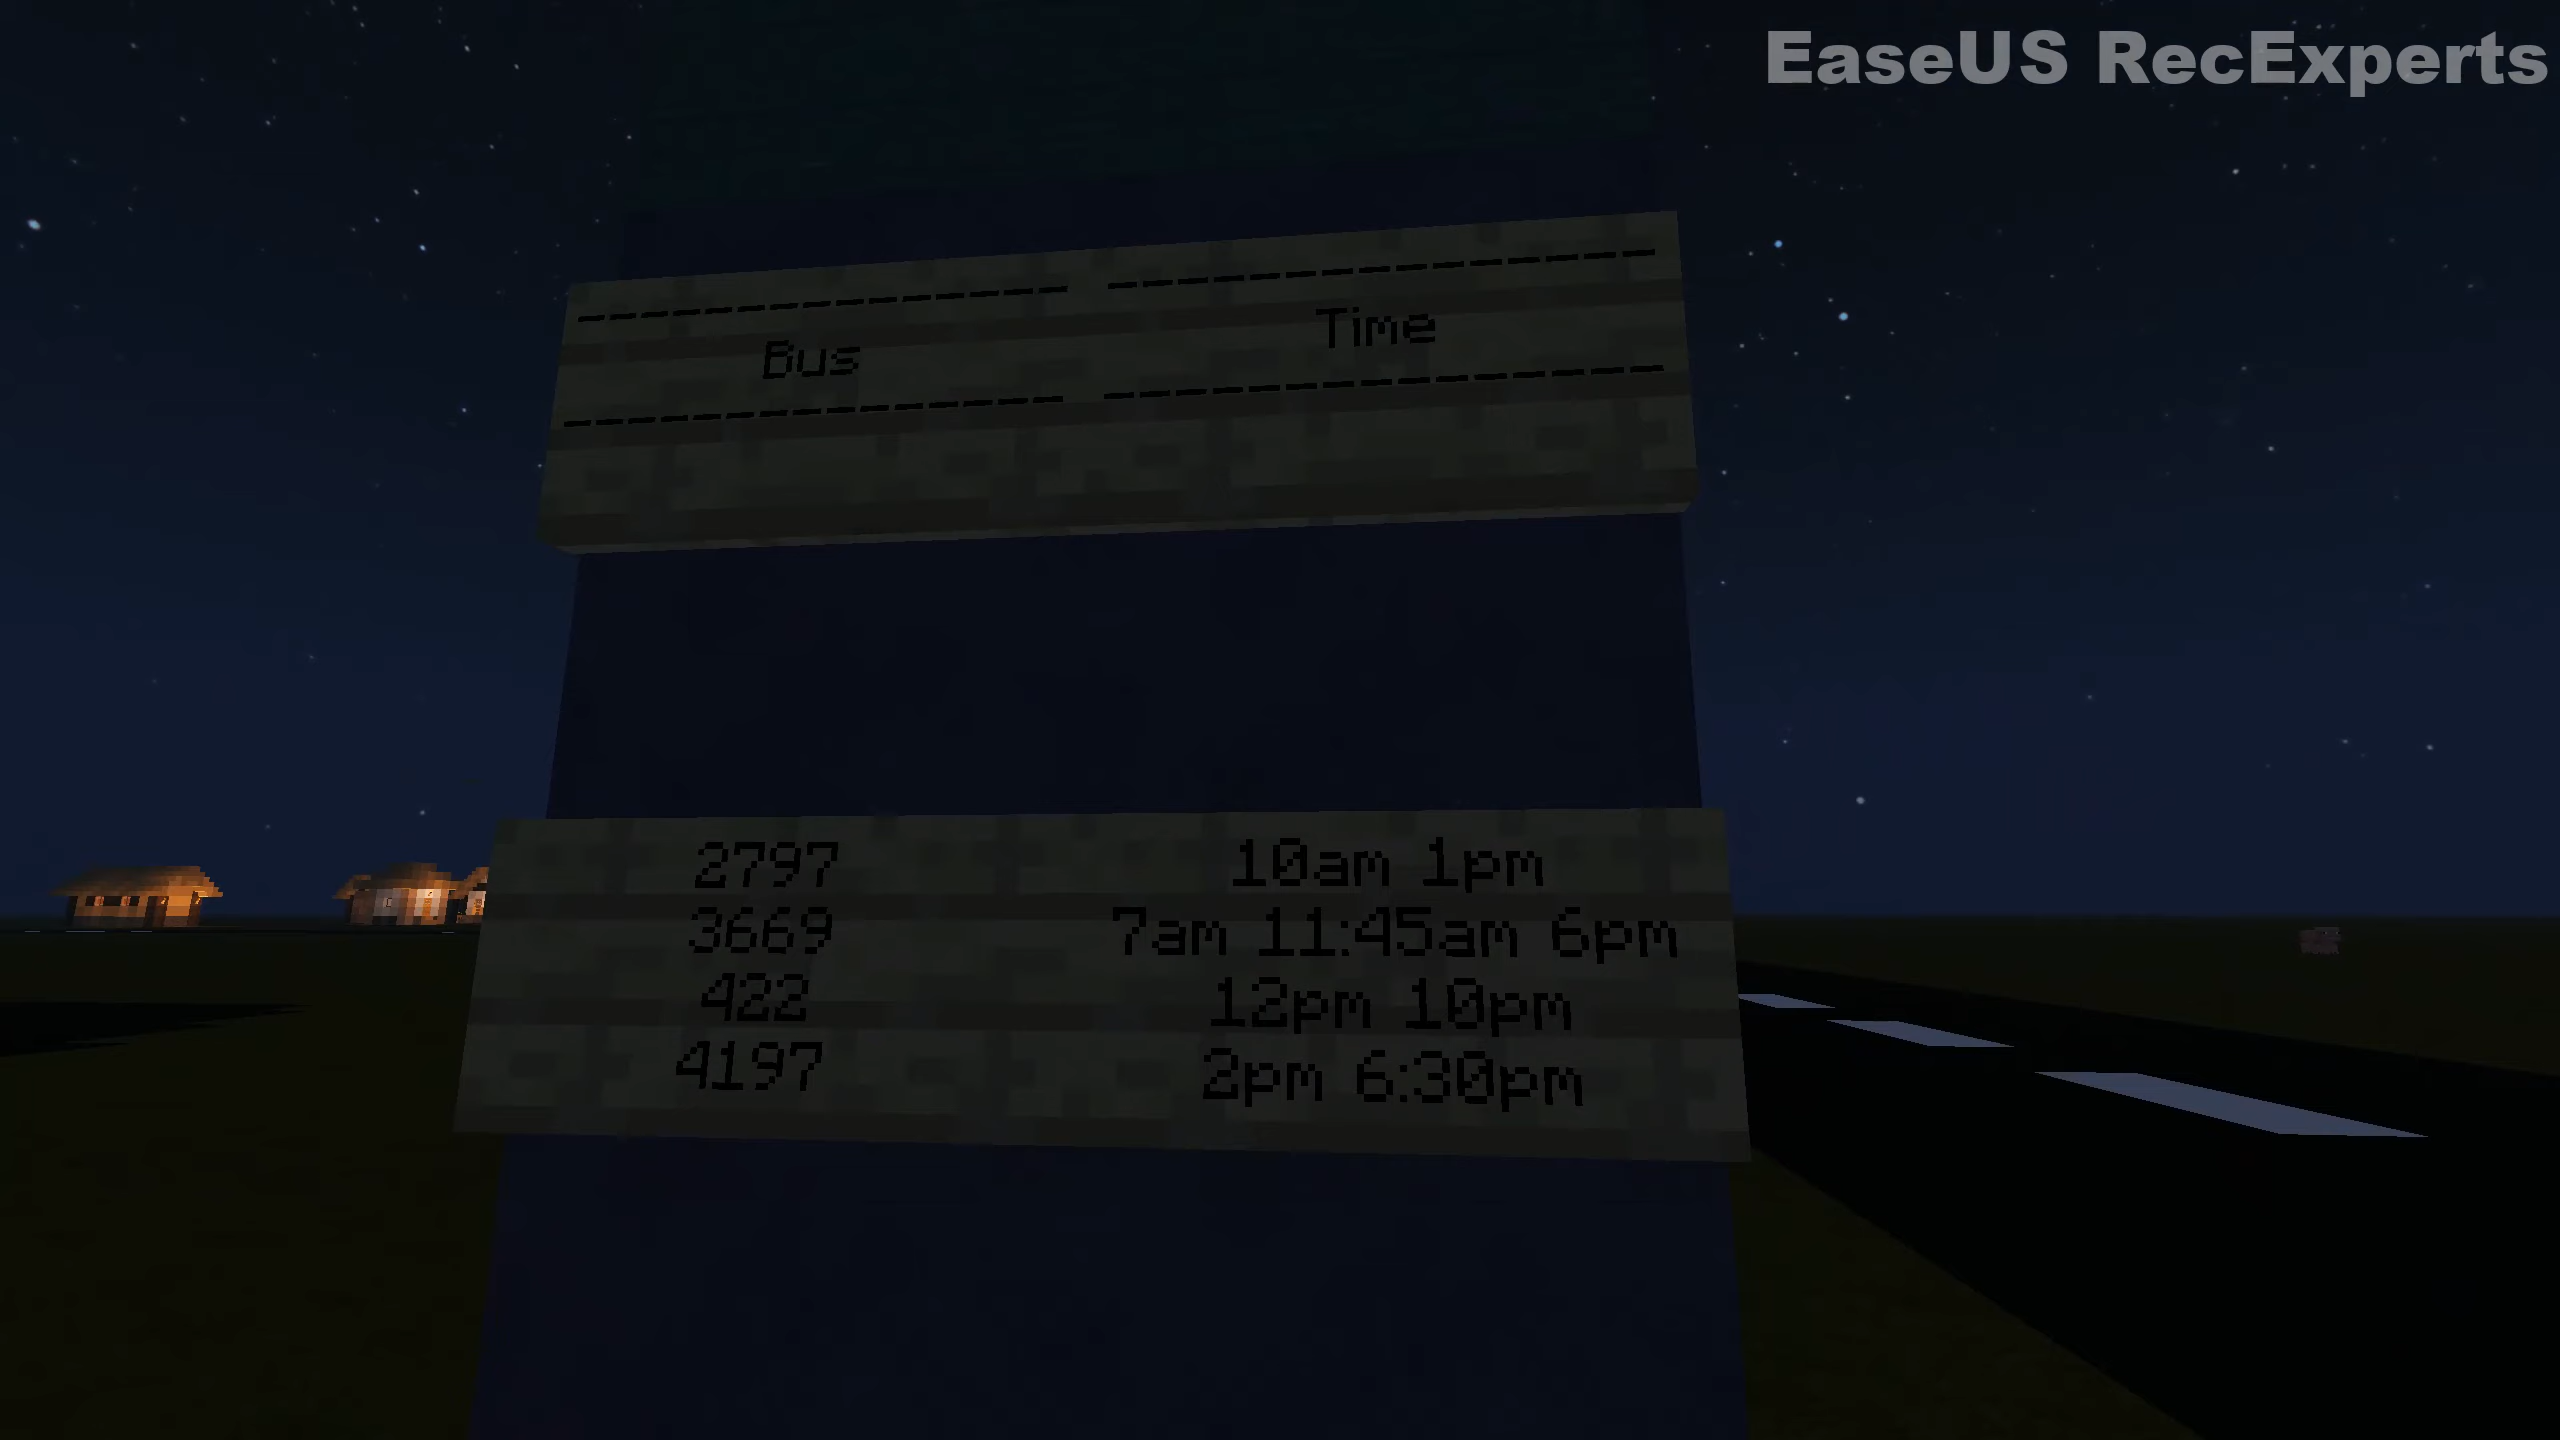 EaseUS RecExperts
--------------- -----------------
Bus Time
--------------- -----------------
2797 10am 1pm
3669 7am 11:45am 6pm
422 12pm 10pm
4197 2pm 6:30pm